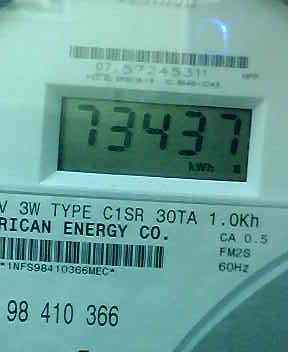 07 57245311
73437
kWh
V 3W TYPE C1SR 30TA 1.0Kh
RICAN ENERGY CO.
CA 0.5
FM2S
60Hz
*1NFS98410366MEC*
98 410 366